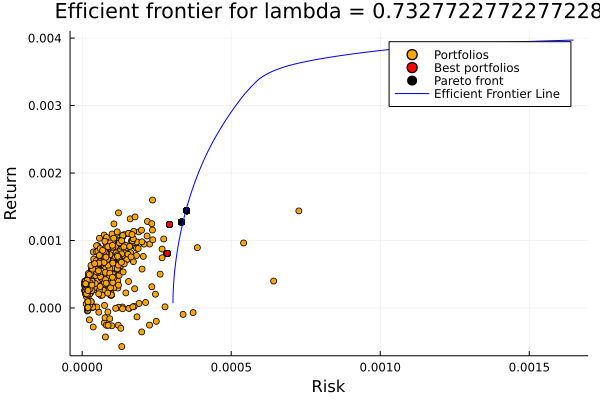 Efficient frontier for lambda = 0.7327722772277228
0.004
0.003
0.002
0.001
0.000
Return
Portfolios
Best portfolios
Pareto front
Efficient Frontier Line
0.0000
0.0005
0.0010
0.0015
Risk